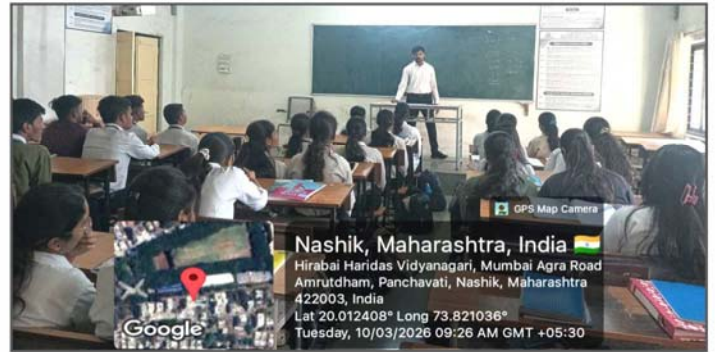 GPS Map Camera
Nashik, Maharashtra, India
Hirabai Haridas Vidyanagari, Mumbai Agra Road
Amrutdham, Panchavati, Nashik, Maharashtra
422003, India
Lat 20.012408° Long 73.821036°
Tuesday, 10/03/2026 09:26 AM GMT +05:30
Google